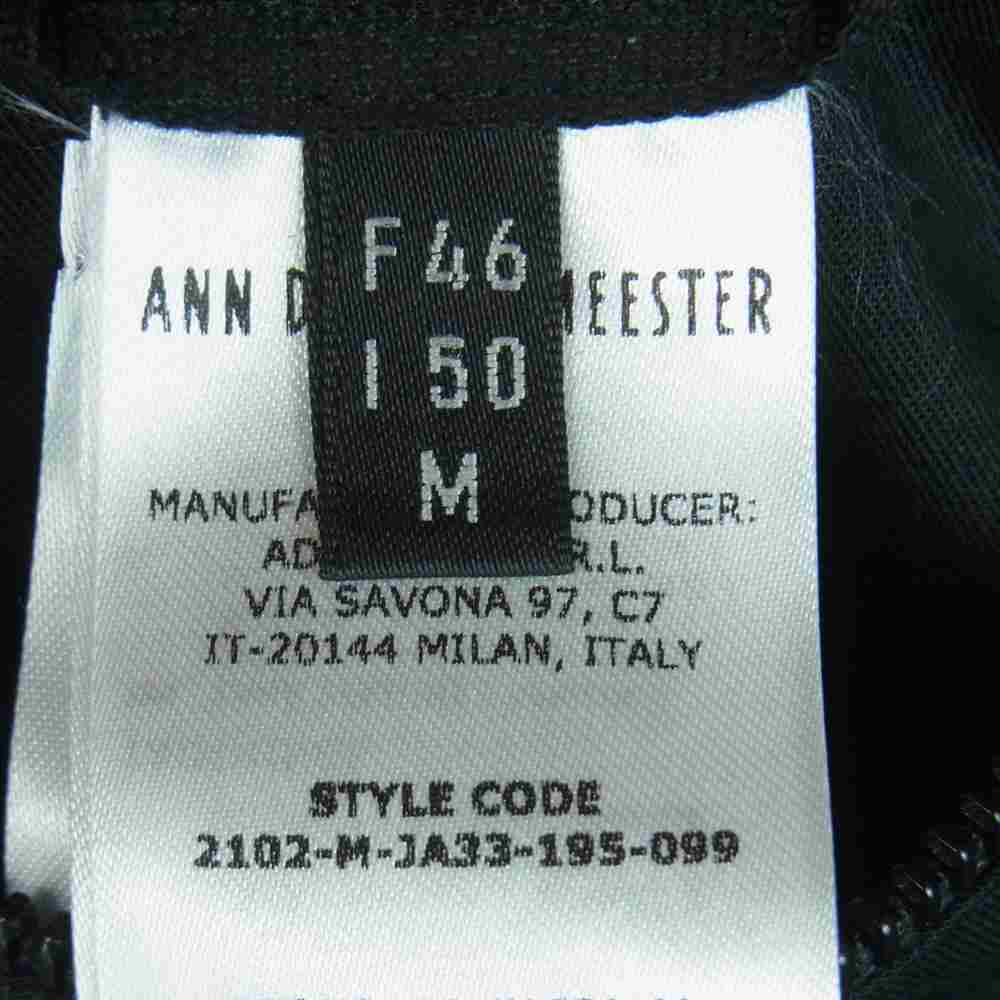 F 46
I 50
M
ANN D MEESTER
MANUFA ODUCER:
AD R.L.
VIA SAVONA 97, C7
IT-20144 MILAN, ITALY
STYLE CODE
2102-M-JA33-195-099